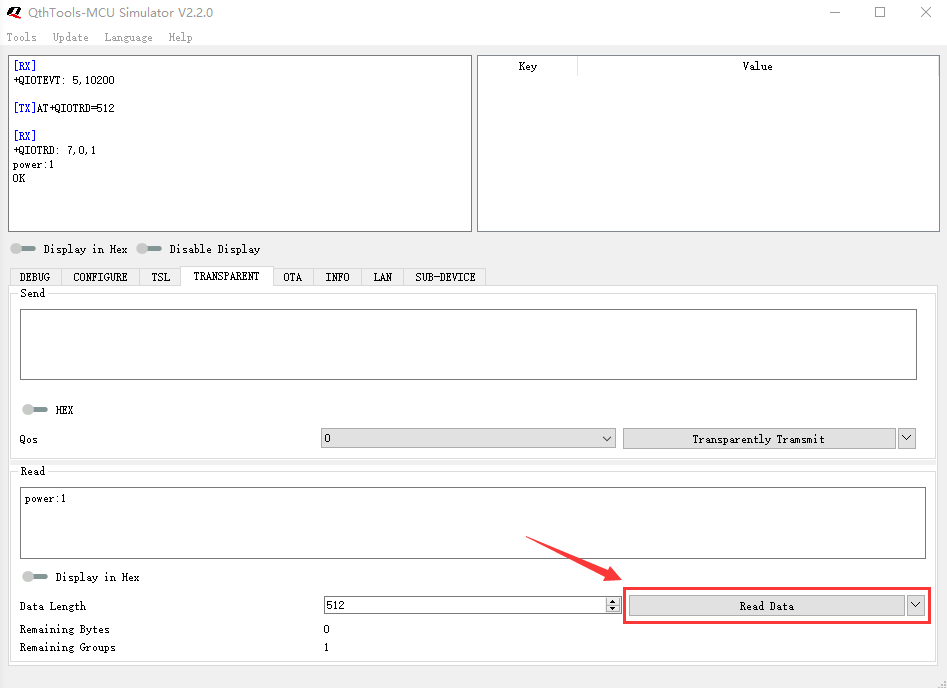 QthTools-MCU Simulator V2.2.0
Tools Update Language Help
[RX]
+QIOTEVT: 5,10200
[TX]AT+QIOTRD=512
[RX]
+QIOTRD: 7,0,1
power:1
OK
Key Value
Display in Hex Disable Display
DEBUG CONFIGURE TSL TRANSPARENT OTA INFO LAN SUB-DEVICE
Send
HEX
Qos 0 Transparently Transmit
Read
power:1
Display in Hex
Data Length 512 Read Data
Remaining Bytes 0
Remaining Groups 1